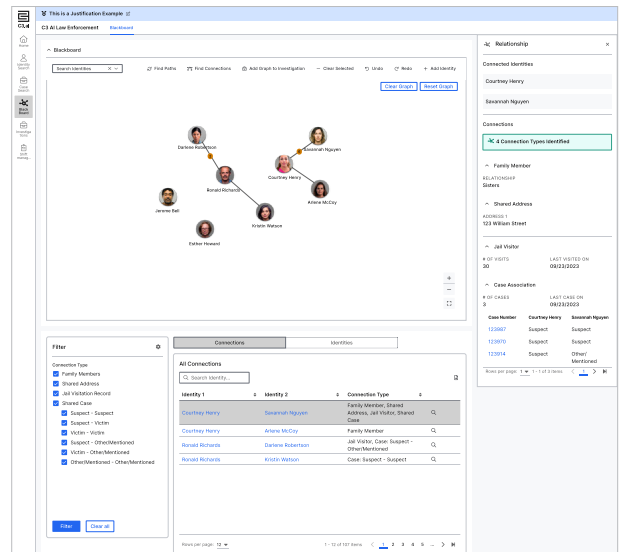 This is a Justification Example
C3.ai
C3 AI Law Enforcement
Blackboard
Home
Identity
Search
Case
Search
Black
Board
Investiga
tions
Staff
manag..
Blackboard
Search Identities
Find Paths
Find Connections
Add Graph to Investigation
Clear Selected
Undo
Redo
+ Add Identity
Clear Graph
Reset Graph
Darlene Robertson
Savannah Nguyen
Ronald Richards
Courtney Henry
Jerome Bell
Arlene McCoy
Kristin Watson
Esther Howard
Relationship
Connected Identities
Courtney Henry
Savannah Nguyen
Connections
4 Connection Types Identified
Family Member
RELATIONSHIP
Sisters
Shared Address
ADDRESS 1
123 William Street
Jail Visitor
# OF VISITS LAST VISITED ON
30 09/23/2023
Case Association
# OF CASES LAST CASE ON
3 09/23/2023
Case Number Courtney Henry Savannah Nguyen
123987 Suspect Suspect
123970 Suspect Suspect
123914 Suspect Other/
Mentioned
Rows per page: 1 1 - 1 of 3 items 1
Filter
Connection Type
Family Members
Shared Address
Jail Visitation Record
Shared Case
Suspect - Suspect
Suspect - Victim
Victim - Victim
Suspect - Other/Mentioned
Victim - Other/Mentioned
Other/Mentioned - Other/Mentioned
Filter
Clear all
Connections
Identities
All Connections
Search Identity...
Identity 1 Identity 2 Connection Type
Courtney Henry Savannah Nguyen Family Member, Shared
Address, Jail Visitor, Shared
Case
Courtney Henry Arlene McCoy Family Member
Ronald Richards Darlene Robertson Jail Visitor, Case: Suspect -
Other/Mentioned
Ronald Richards Kristin Watson Case: Suspect - Suspect
Rows per page: 12 1 - 12 of 107 items 1 2 3 4 5 ...